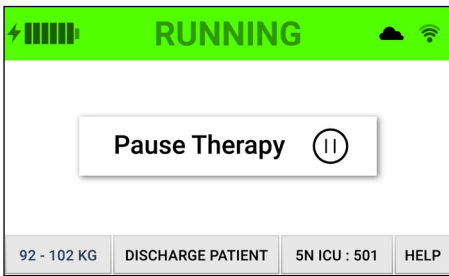 RUNNING
Pause Therapy
92 - 102 KG DISCHARGE PATIENT 5N ICU : 501 HELP